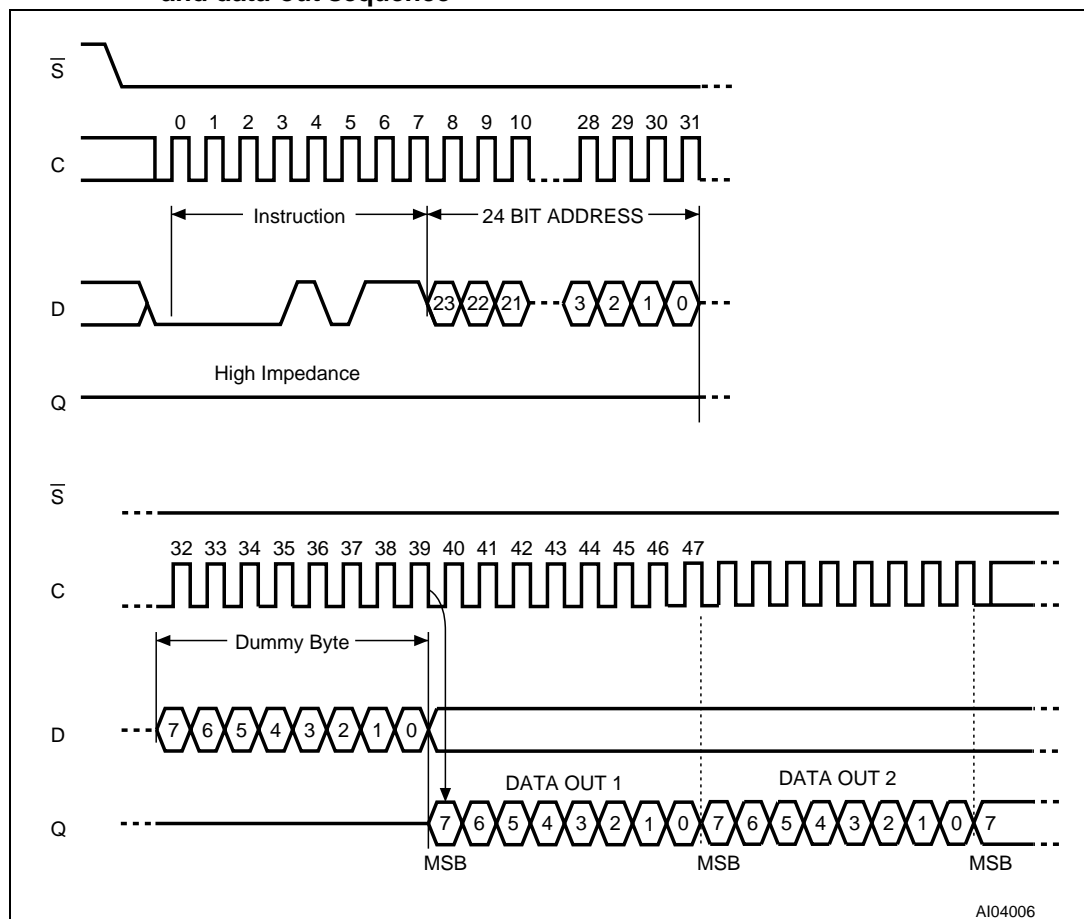 and data-out sequence
S
0 1 2 3 4 5 6 7 8 9 10 28 29 30 31
C
Instruction 24 BIT ADDRESS
D 23 22 21 3 2 1 0
High Impedance
Q
S
32 33 34 35 36 37 38 39 40 41 42 43 44 45 46 47
C
Dummy Byte
D 7 6 5 4 3 2 1 0
DATA OUT 1 DATA OUT 2
Q 7 6 5 4 3 2 1 0 7 6 5 4 3 2 1 0 7
MSB MSB MSB
AI04006